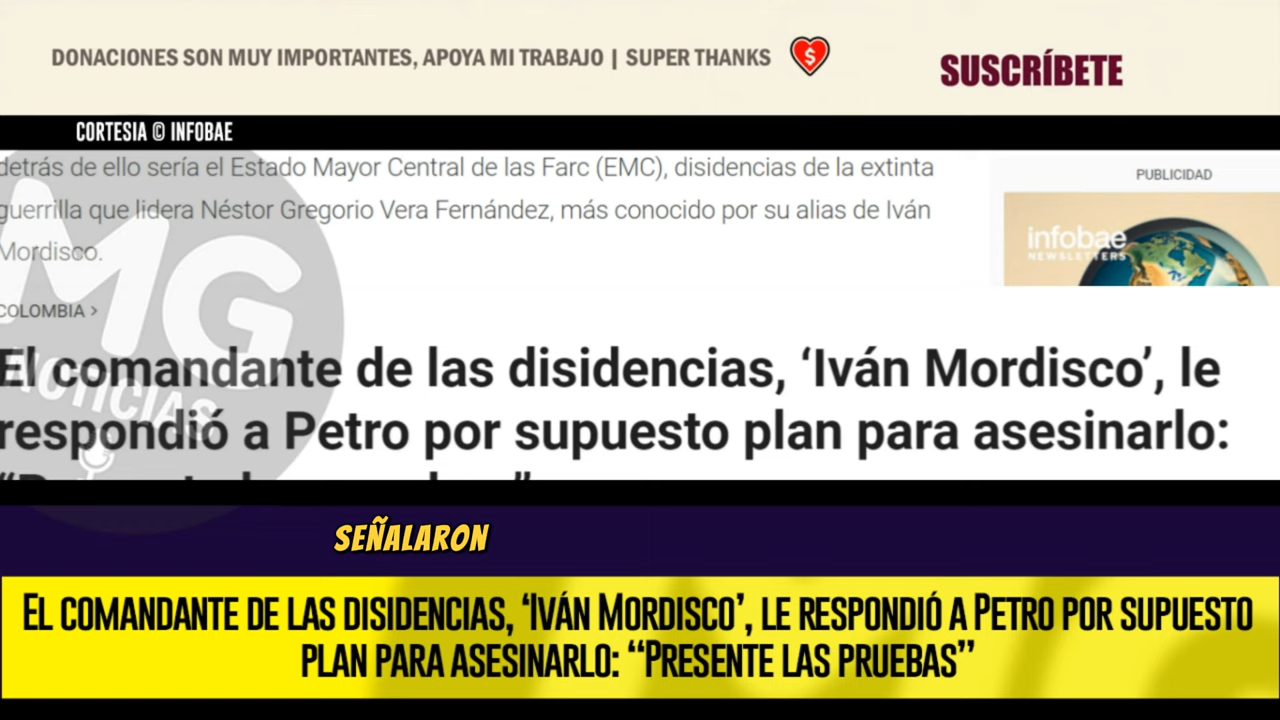 DONACIONES SON MUY IMPORTANTES, APOYA MI TRABAJO | SUPER THANKS $
SUSCRÍBETE
CORTESIA © INFOBAE
detrás de ello sería el Estado Mayor Central de las Farc (EMC), disidencias de la extinta
guerrilla que lidera Néstor Gregorio Vera Fernández, más conocido por su alias de Iván
Mordisco.
PUBLICIDAD
infobae
NEWSLETTERS
MG
NOTICIAS
COLOMBIA >
El comandante de las disidencias, ‘Iván Mordisco’, le
respondió a Petro por supuesto plan para asesinarlo:
SEÑALARON
EL COMANDANTE DE LAS DISIDENCIAS, ‘IVÁN MORDISCO’, LE RESPONDIÓ A PETRO POR SUPUESTO
PLAN PARA ASESINARLO: “PRESENTE LAS PRUEBAS”